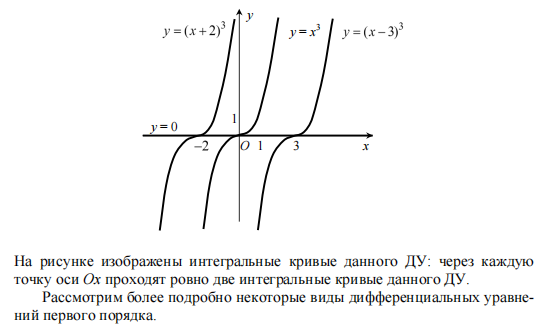 y = (x + 2)³
y
y = x³
y = (x − 3)³
1
y = 0
−2
O
1
3
x
На рисунке изображены интегральные кривые данного ДУ: через каждую
точку оси Ox проходят ровно две интегральные кривые данного ДУ.
Рассмотрим более подробно некоторые виды дифференциальных уравне-
ний первого порядка.